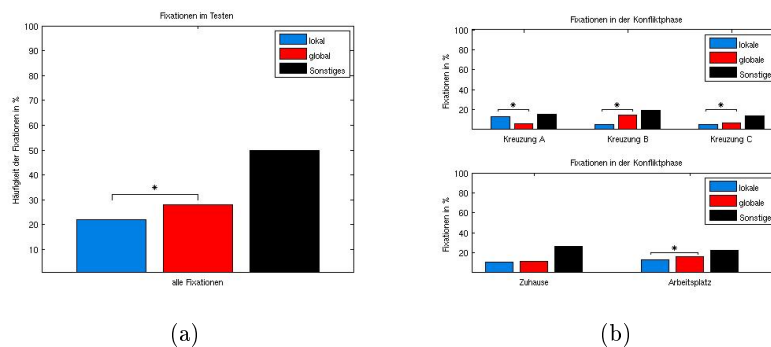 Fixationen im Testen
Häufigkeit der Fixationen in %
100
90
80
70
60
50
40
30
20
10
lokal
global
Sonstiges
*
alle Fixationen
(a)
Fixationen in der Konfliktphase
Fixationen in %
100
80
60
40
20
lokale
globale
Sonstige
*
*
*
Kreuzung A
Kreuzung B
Kreuzung C
Fixationen in der Konfliktphase
Fixationen in %
100
80
60
40
20
lokale
globale
Sonstige
*
Zuhause
Arbeitsplatz
(b)